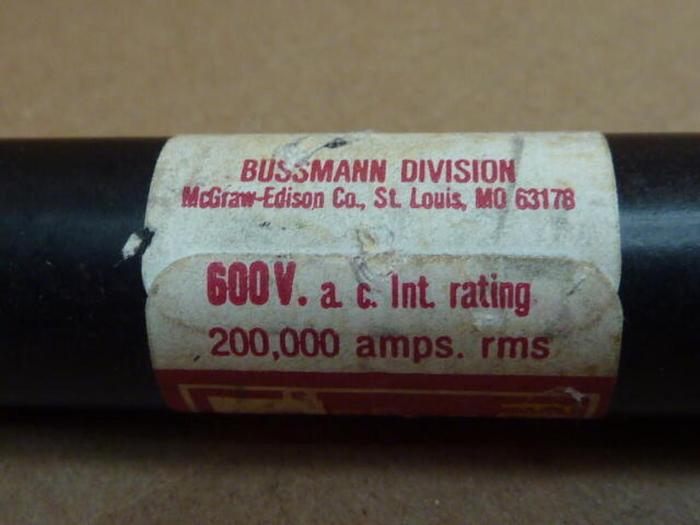 BUSSMANN DIVISION
McGraw-Edison Co., St. Louis, MO 63178
600V. a. c. Int. rating
200,000 amps. rms